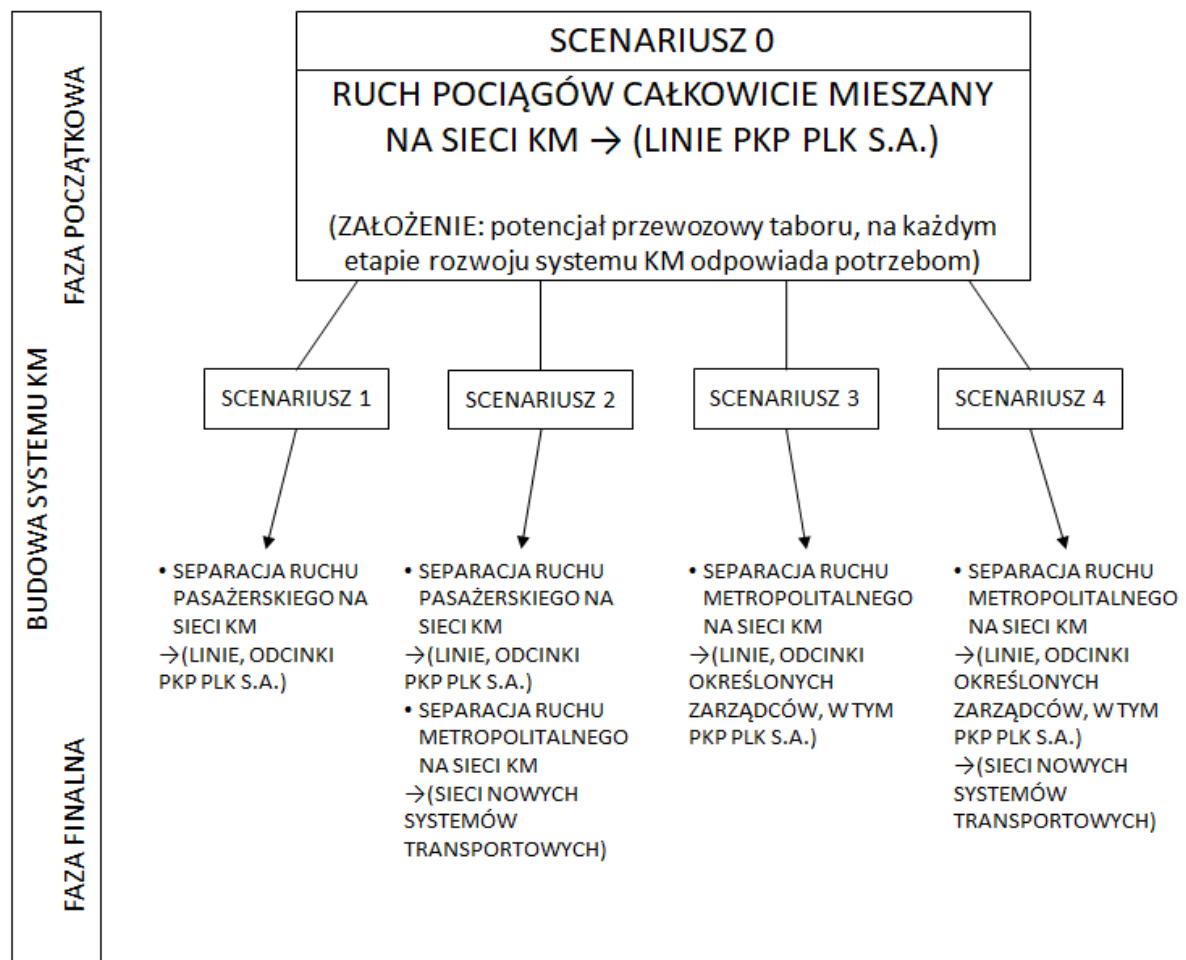 BUDOWA SYSTEMU KM
FAZA POCZĄTKOWA
FAZA FINALNA
SCENARIUSZ 0
RUCH POCIĄGÓW CAŁKOWICIE MIESZANY
NA SIECI KM → (LINIE PKP PLK S.A.)
(ZAŁOŻENIE: potencjał przewozowy taboru, na każdym
etapie rozwoju systemu KM odpowiada potrzebom)
SCENARIUSZ 1
SCENARIUSZ 2
SCENARIUSZ 3
SCENARIUSZ 4
• SEPARACJA RUCHU
PASAŻERSKIEGO NA
SIECI KM
→(LINIE, ODCINKI
PKP PLK S.A.)
• SEPARACJA RUCHU
PASAŻERSKIEGO NA
SIECI KM
→(LINIE, ODCINKI
PKP PLK S.A.)
• SEPARACJA RUCHU
METROPOLITALNEGO
NA SIECI KM
→(SIECI NOWYCH
SYSTEMÓW
TRANSPORTOWYCH)
• SEPARACJA RUCHU
METROPOLITALNEGO
NA SIECI KM
→(LINIE, ODCINKI
OKREŚLONYCH
ZARZĄDCÓW, W TYM
PKP PLK S.A.)
• SEPARACJA RUCHU
METROPOLITALNEGO
NA SIECI KM
→(LINIE, ODCINKI
OKREŚLONYCH
ZARZĄDCÓW, W TYM
PKP PLK S.A.)
→(SIECI NOWYCH
SYSTEMÓW
TRANSPORTOWYCH)